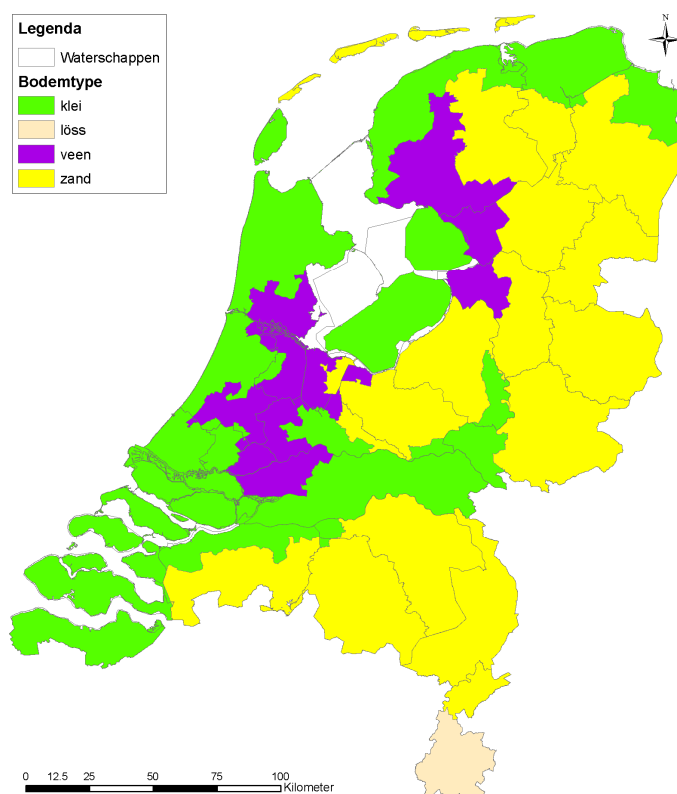 Legenda
Waterschappen
Bodemtype
klei
löss
veen
zand
N
0 12.5 25 50 75 100
Kilometer